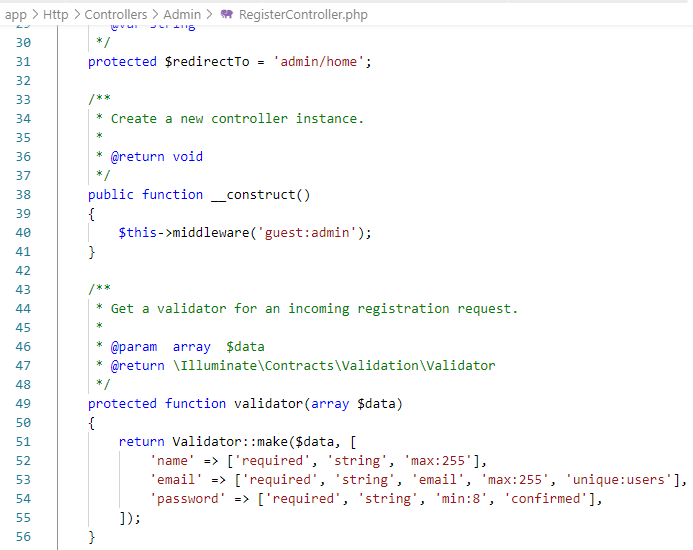 app > Http > Controllers > Admin > RegisterController.php
29 * @var string
30 */
31 protected $redirectTo = 'admin/home';
32
33 /**
34 * Create a new controller instance.
35 *
36 * @return void
37 */
38 public function __construct()
39 {
40 $this->middleware('guest:admin');
41 }
42
43 /**
44 * Get a validator for an incoming registration request.
45 *
46 * @param  array  $data
47 * @return \Illuminate\Contracts\Validation\Validator
48 */
49 protected function validator(array $data)
50 {
51 return Validator::make($data, [
52 'name' => ['required', 'string', 'max:255'],
53 'email' => ['required', 'string', 'email', 'max:255', 'unique:users'],
54 'password' => ['required', 'string', 'min:8', 'confirmed'],
55 ]);
56 }